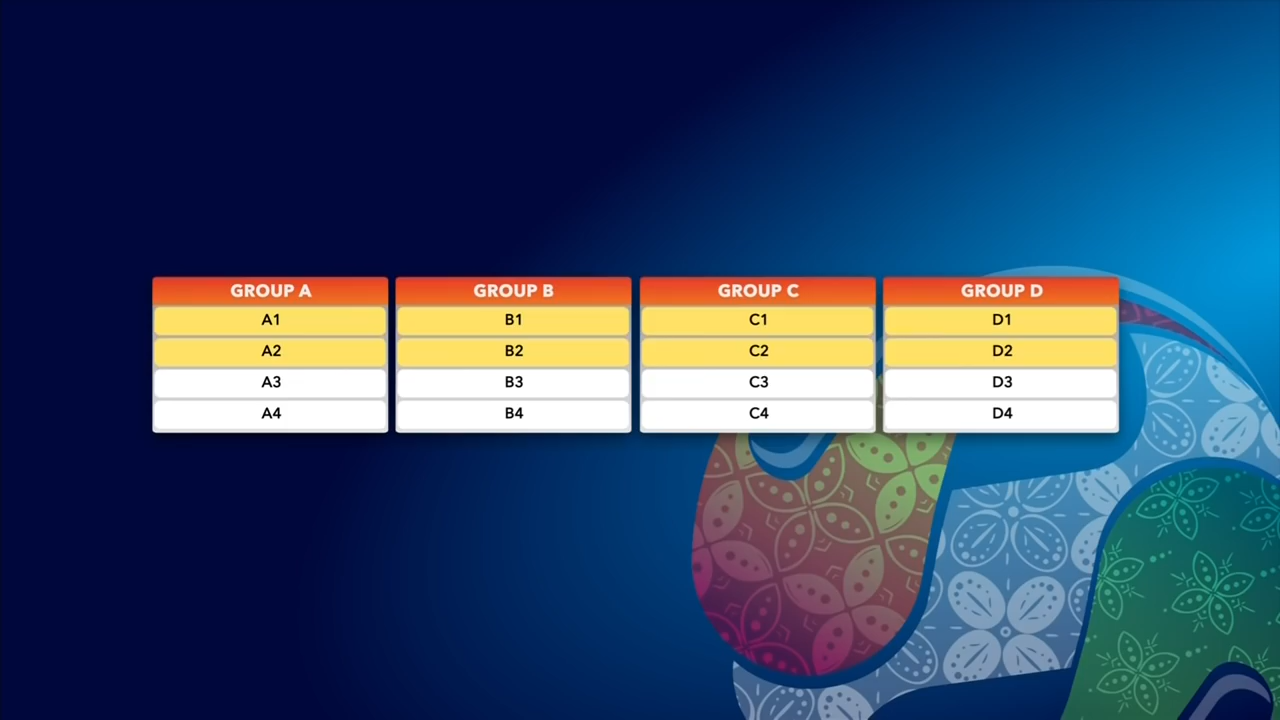 GROUP A
A1
A2
A3
A4
GROUP B
B1
B2
B3
B4
GROUP C
C1
C2
C3
C4
GROUP D
D1
D2
D3
D4